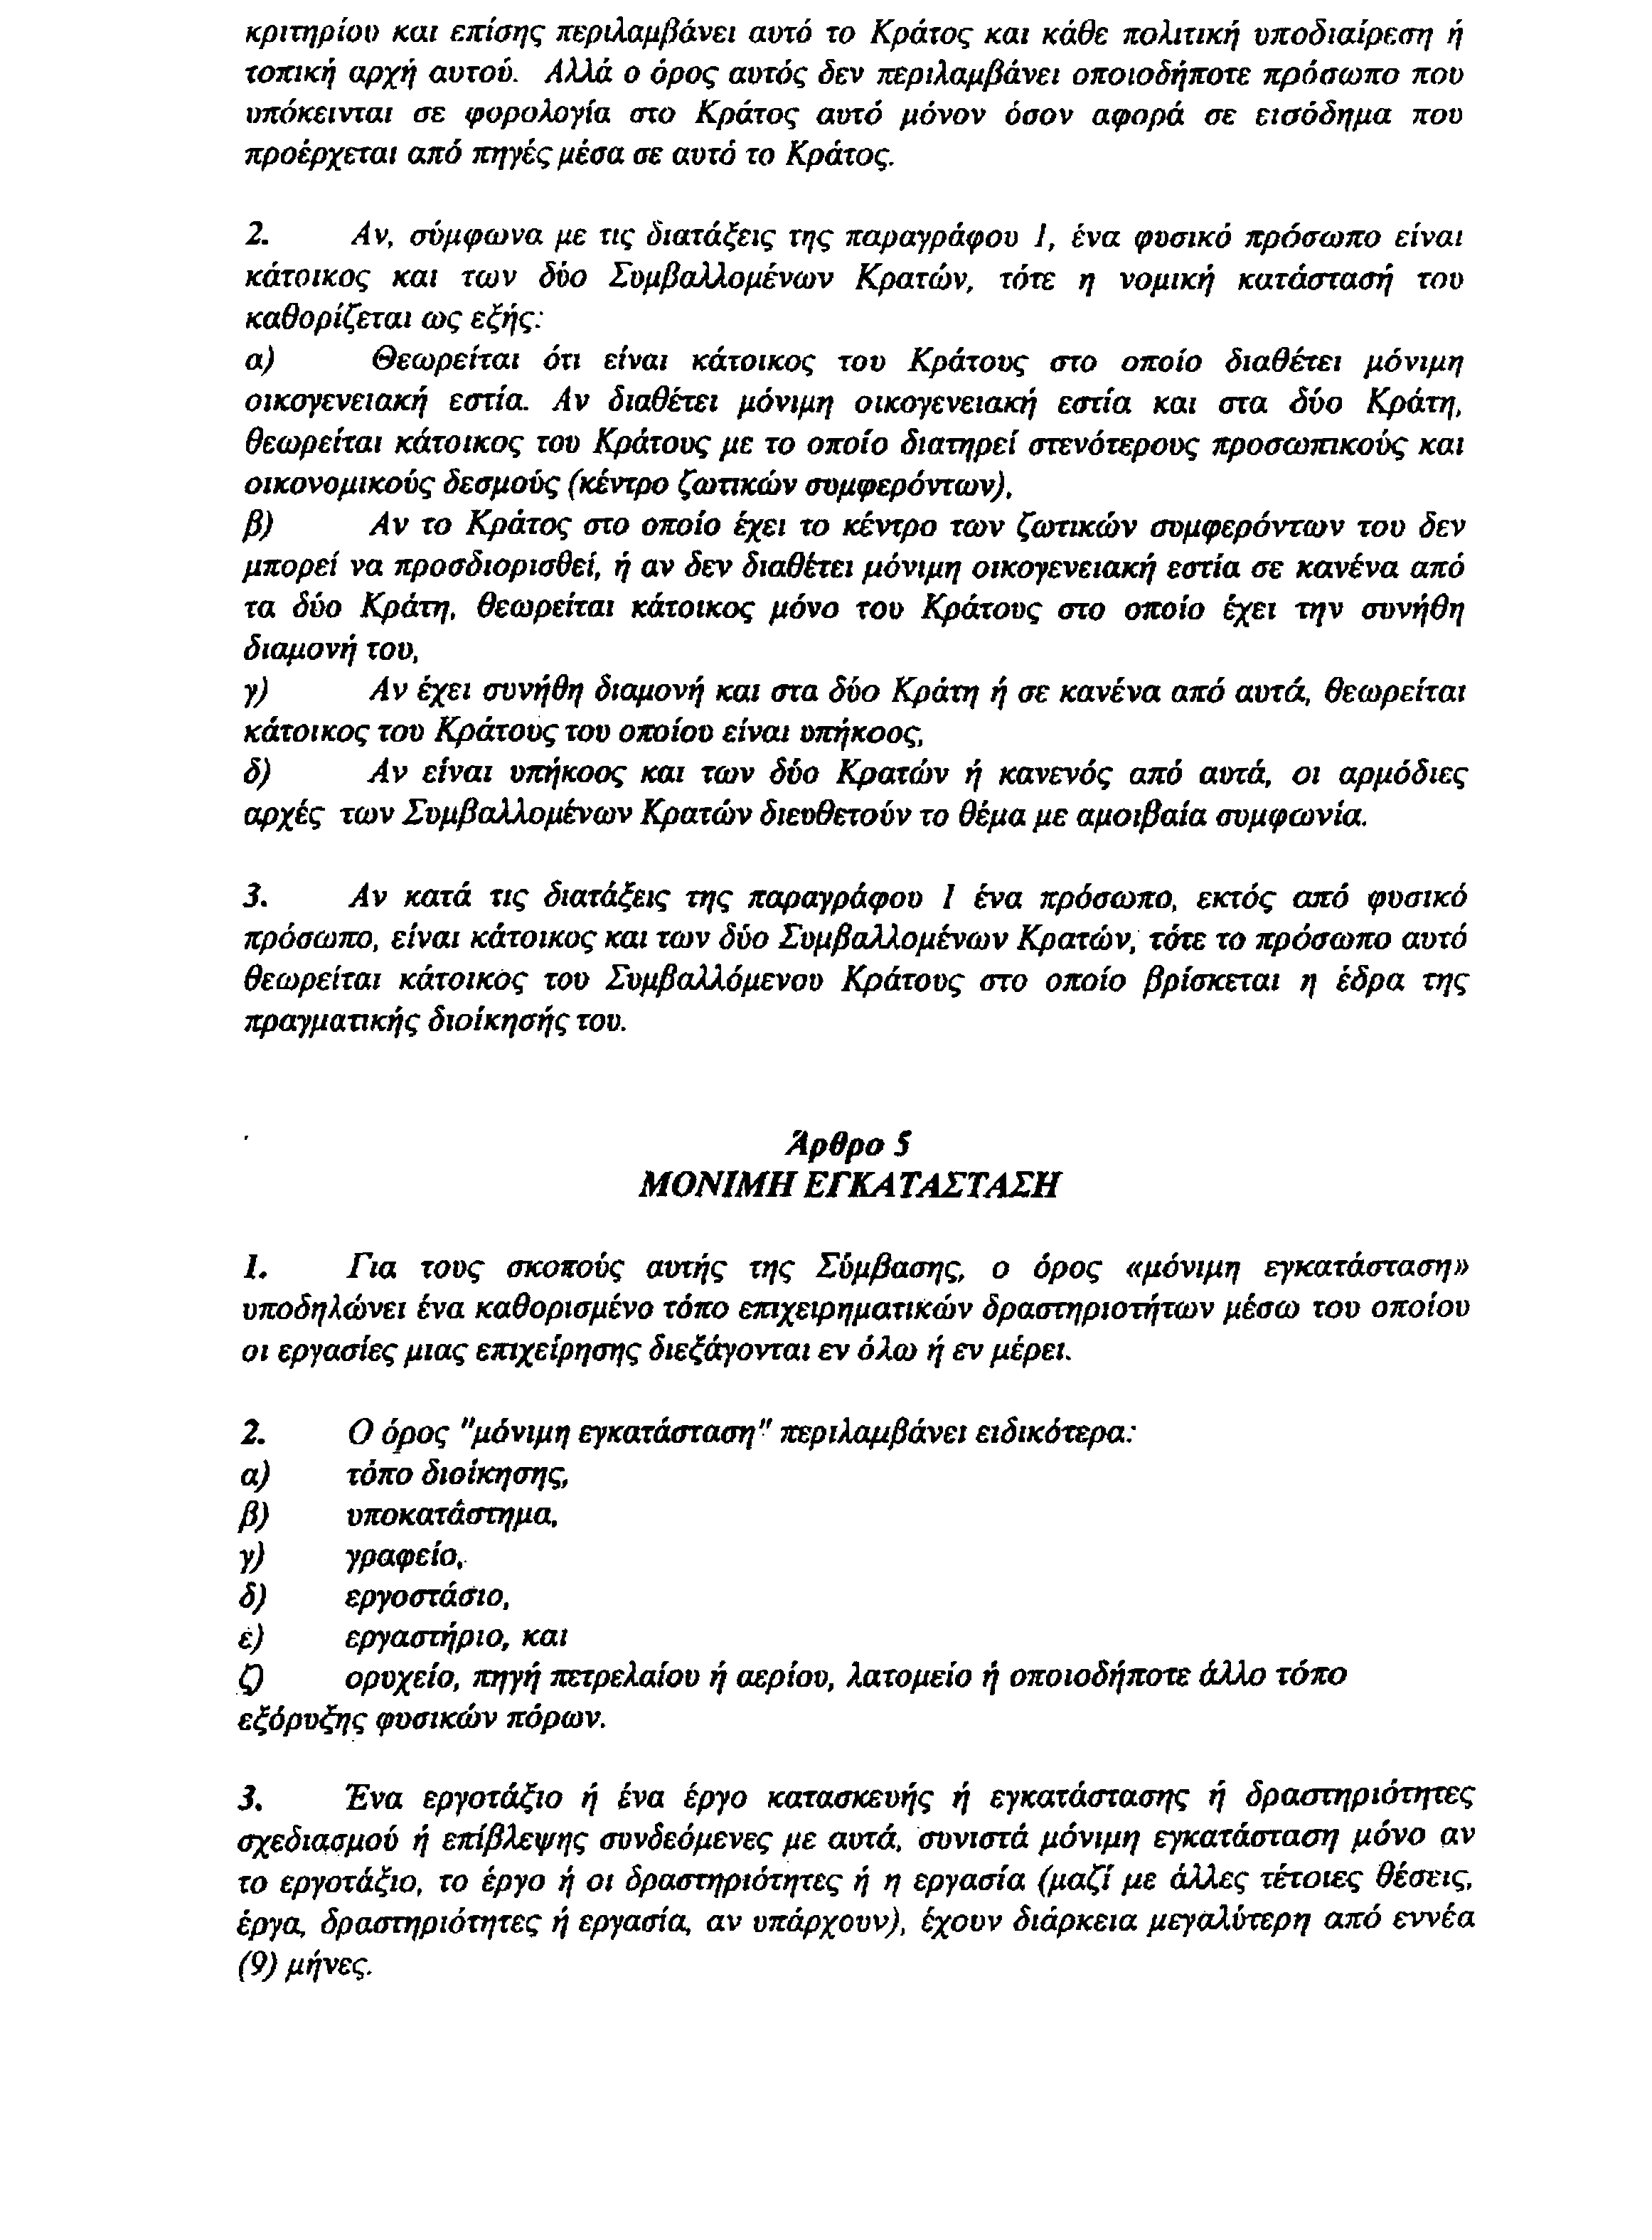 κριτηρίου και επίσης περιλαμβάνει αυτό το Κράτος και κάθε πολιτική υποδιαίρεση ή
τοπική αρχή αυτού. Αλλά ο όρος αυτός δεν περιλαμβάνει οποιοδήποτε πρόσωπο που
υπόκεινται σε φορολογία στο Κράτος αυτό μόνον όσον αφορά σε εισόδημα που
προέρχεται από πηγές μέσα σε αυτό το Κράτος.
2. Αν, σύμφωνα με τις διατάξεις της παραγράφου 1, ένα φυσικό πρόσωπο είναι
κάτοικος και των δύο Συμβαλλομένων Κρατών, τότε η νομική κατάστασή του
καθορίζεται ως εξής:
α) Θεωρείται ότι είναι κάτοικος του Κράτους στο οποίο διαθέτει μόνιμη
οικογενειακή εστία. Αν διαθέτει μόνιμη οικογενειακή εστία και στα δύο Κράτη,
θεωρείται κάτοικος του Κράτους με το οποίο διατηρεί στενότερους προσωπικούς και
οικονομικούς δεσμούς (κέντρο ζωτικών συμφερόντων),
β) Αν το Κράτος στο οποίο έχει το κέντρο των ζωτικών συμφερόντων του δεν
μπορεί να προσδιορισθεί, ή αν δεν διαθέτει μόνιμη οικογενειακή εστία σε κανένα από
τα δύο Κράτη, θεωρείται κάτοικος μόνο του Κράτους στο οποίο έχει την συνήθη
διαμονή του,
γ) Αν έχει συνήθη διαμονή και στα δύο Κράτη ή σε κανένα από αυτά, θεωρείται
κάτοικος του Κράτους του οποίου είναι υπήκοος,
δ) Αν είναι υπήκοος και των δύο Κρατών ή κανενός από αυτά, οι αρμόδιες
αρχές των Συμβαλλομένων Κρατών διευθετούν το θέμα με αμοιβαία συμφωνία.
3. Αν κατά τις διατάξεις της παραγράφου 1 ένα πρόσωπο, εκτός από φυσικό
πρόσωπο, είναι κάτοικος και των δύο Συμβαλλομένων Κρατών, τότε το πρόσωπο αυτό
θεωρείται κάτοικος του Συμβαλλόμενου Κράτους στο οποίο βρίσκεται η έδρα της
πραγματικής διοίκησής του.
Άρθρο 5
ΜΟΝΙΜΗ ΕΓΚΑΤΑΣΤΑΣΗ
1. Για τους σκοπούς αυτής της Σύμβασης, ο όρος «μόνιμη εγκατάσταση»
υποδηλώνει ένα καθορισμένο τόπο επιχειρηματικών δραστηριοτήτων μέσω του οποίου
οι εργασίες μιας επιχείρησης διεξάγονται εν όλω ή εν μέρει.
2. Ο όρος "μόνιμη εγκατάσταση" περιλαμβάνει ειδικότερα:
α) τόπο διοίκησης,
β) υποκατάστημα,
γ) γραφείο,
δ) εργοστάσιο,
ε) εργαστήριο, και
ζ) ορυχείο, πηγή πετρελαίου ή αερίου, λατομείο ή οποιοδήποτε άλλο τόπο
εξόρυξης φυσικών πόρων.
3. Ένα εργοτάξιο ή ένα έργο κατασκευής ή εγκατάστασης ή δραστηριότητες
σχεδιασμού ή επίβλεψης συνδεόμενες με αυτά, συνιστά μόνιμη εγκατάσταση μόνο αν
το εργοτάξιο, το έργο ή οι δραστηριότητες ή η εργασία (μαζί με άλλες τέτοιες θέσεις,
έργα, δραστηριότητες ή εργασία, αν υπάρχουν), έχουν διάρκεια μεγαλύτερη από εννέα
(9) μήνες.